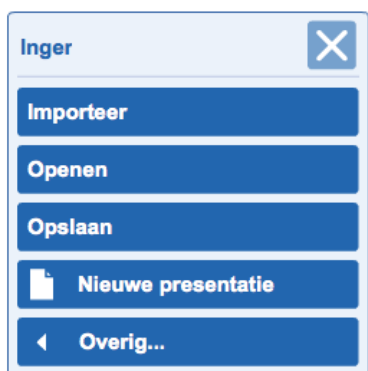 Inger
Importeer
Openen
Opslaan
Nieuwe presentatie
Overig...